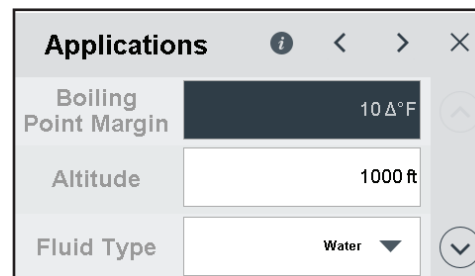 Applications
Boiling
Point Margin
10 Δ°F
Altitude
1000 ft
Fluid Type
Water